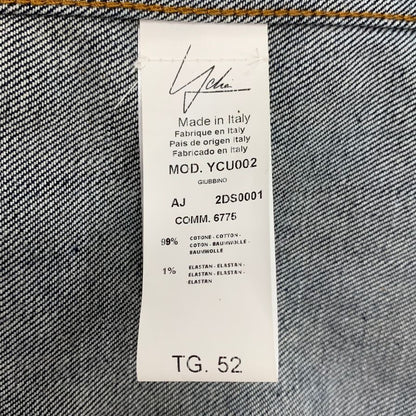 Made in Italy
Fabrique en Italy
Pais de origen Italy
Fabricado en Italy
MOD. YCU002
GIUBBINO
AJ 2DS0001
COMM. 6775
99% COTONE - COTTON -
COTON - BAUMWOLLE -
BAUMWOLLE
1% ELASTAN - ELASTAN -
ELASTAN - ELASTAN -
ELASTAN
TG. 52